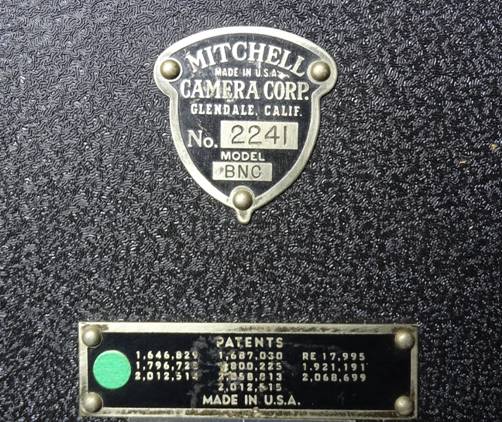 MITCHELL
MADE IN U.S.A.
CAMERA CORP.
GLENDALE, CALIF.
No. 2241
MODEL
BNC
PATENTS
1,646,829 1,687,030 RE 17,995
1,921,191
2,068,699
2,012,515
MADE IN U.S.A.